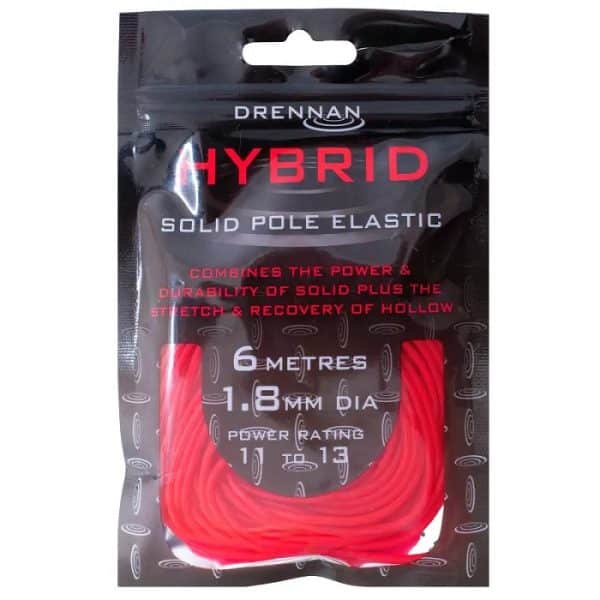 DRENNAN
HYBRID
SOLID POLE ELASTIC
COMBINES THE POWER &
DURABILITY OF SOLID PLUS THE
STRETCH & RECOVERY OF HOLLOW
6 METRES
1.8MM DIA
POWER RATING
11 TO 13